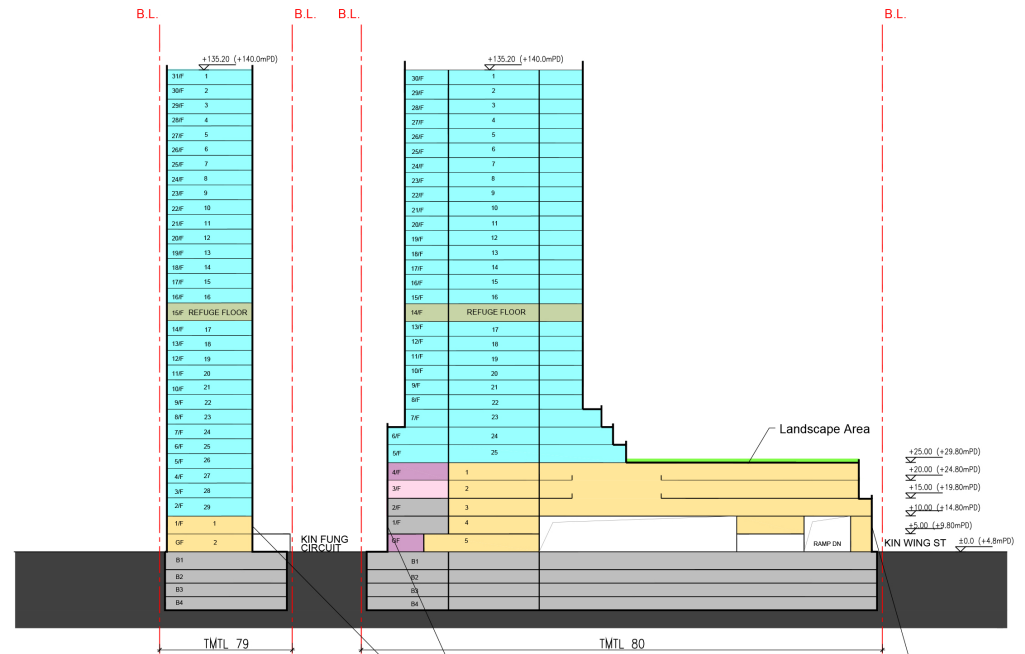 B.L.
B.L.
B.L.
B.L.
+135.20 (+140.0mPD)
+135.20 (+140.0mPD)
31/F 1
30/F 2
29/F 3
28/F 4
27/F 5
26/F 6
25/F 7
24/F 8
23/F 9
22/F 10
21/F 11
20/F 12
19/F 13
18/F 14
17/F 15
16/F 16
15/F REFUGE FLOOR
14/F 17
13/F 18
12/F 19
11/F 20
10/F 21
9/F 22
8/F 23
7/F 24
6/F 25
5/F 26
4/F 27
3/F 28
2/F 29
1/F 1
GF 2
B1
B2
B3
B4
KIN FUNG
CIRCUIT
30/F 1
29/F 2
28/F 3
27/F 4
26/F 5
25/F 6
24/F 7
23/F 8
22/F 9
21/F 10
20/F 11
19/F 12
18/F 13
17/F 14
16/F 15
15/F 16
14/F REFUGE FLOOR
13/F 17
12/F 18
11/F 19
10/F 20
9/F 21
8/F 22
7/F 23
6/F 24
5/F 25
4/F 1
3/F 2
2/F 3
1/F 4
GF 5
B1
B2
B3
B4
Landscape Area
RAMP DN
+25.00 (+29.80mPD)
+20.00 (+24.80mPD)
+15.00 (+19.80mPD)
+10.00 (+14.80mPD)
+5.00 (+9.80mPD)
KIN WING ST
±0.0 (+4.8mPD)
TMTL 79
TMTL 80